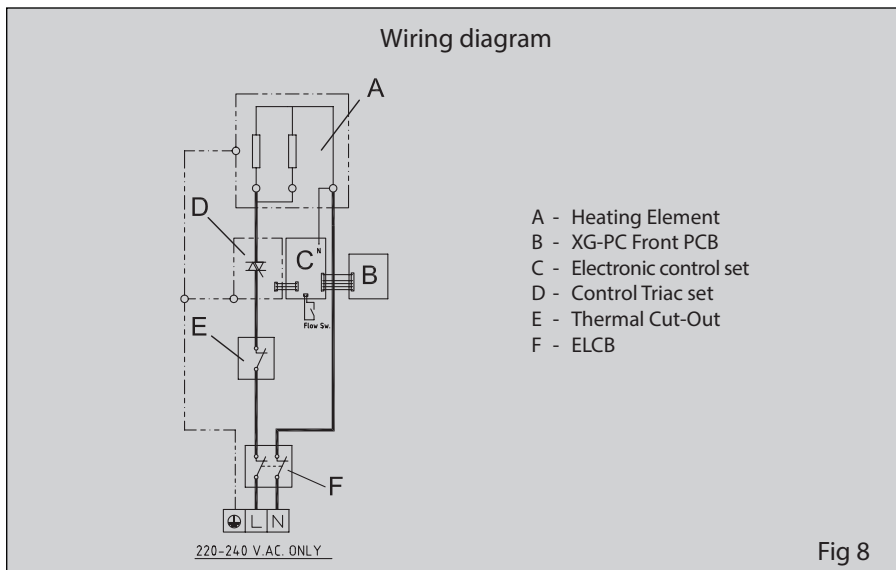 Wiring diagram
A
D
N
C
B
Flow Sw.
E
F
L N
220-240 V.AC. ONLY
A - Heating Element
B - XG-PC Front PCB
C - Electronic control set
D - Control Triac set
E - Thermal Cut-Out
F - ELCB
Fig 8